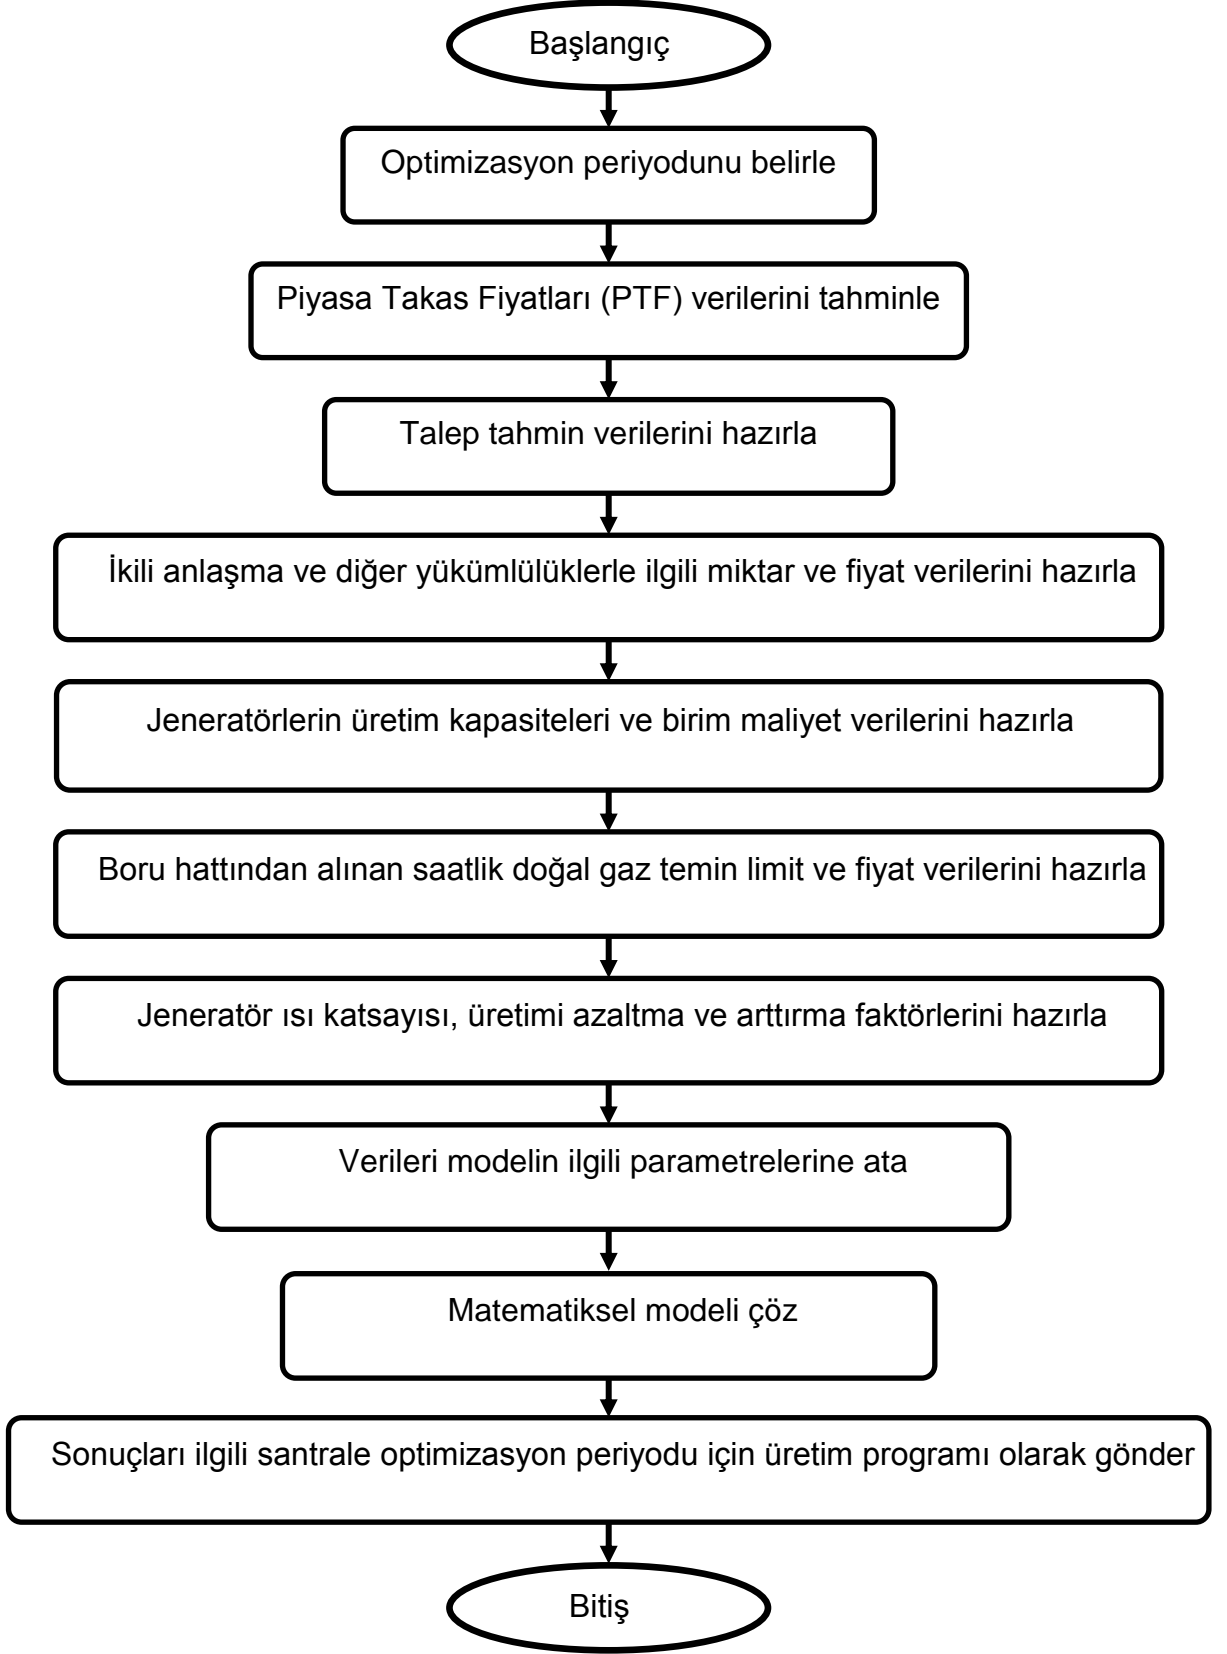 Başlangıç
Optimizasyon periyodunu belirle
Piyasa Takas Fiyatları (PTF) verilerini tahminle
Talep tahmin verilerini hazırla
İkili anlaşma ve diğer yükümlülüklerle ilgili miktar ve fiyat verilerini hazırla
Jeneratörlerin üretim kapasiteleri ve birim maliyet verilerini hazırla
Boru hattından alınan saatlik doğal gaz temin limit ve fiyat verilerini hazırla
Jeneratör ısı katsayısı, üretimi azaltma ve arttırma faktörlerini hazırla
Verileri modelin ilgili parametrelerine ata
Matematiksel modeli çöz
Sonuçları ilgili santrale optimizasyon periyodu için üretim programı olarak gönder
Bitiş